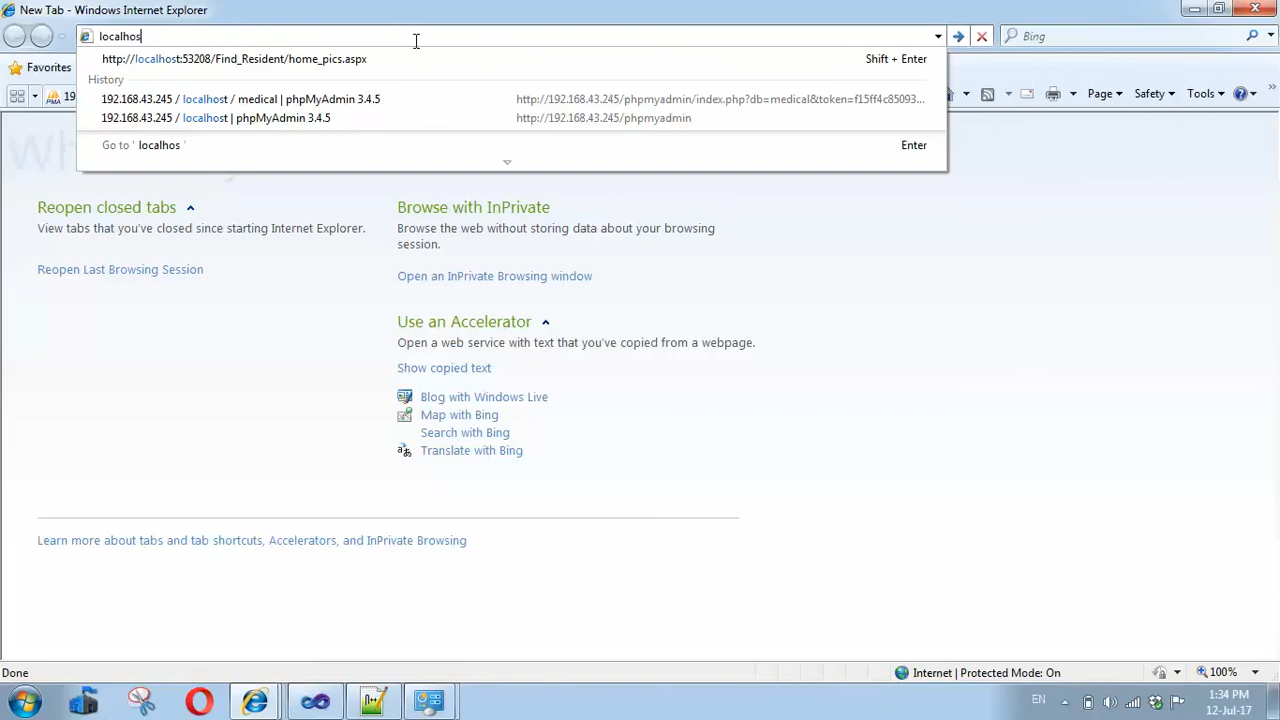 New Tab - Windows Internet Explorer
localhos
Bing
http://localhost:53208/Find_Resident/home_pics.aspx Shift + Enter
Favorites
History
192.168.43.245 / localhost / medical | phpMyAdmin 3.4.5 http://192.168.43.245/phpmyadmin/index.php?db=medical&token=f15ff4c85093...
19
Page Safety Tools
192.168.43.245 / localhost | phpMyAdmin 3.4.5 http://192.168.43.245/phpmyadmin
Go to ' localhos ' Enter
Reopen closed tabs
View tabs that you've closed since starting Internet Explorer.
Reopen Last Browsing Session
Browse with InPrivate
Browse the web without storing data about your browsing
session.
Open an InPrivate Browsing window
Use an Accelerator
Open a web service with text that you've copied from a webpage.
Show copied text
Blog with Windows Live
Map with Bing
Search with Bing
Translate with Bing
Learn more about tabs and tab shortcuts, Accelerators, and InPrivate Browsing
Done
Internet | Protected Mode: On
100%
EN
1:34 PM
12-Jul-17